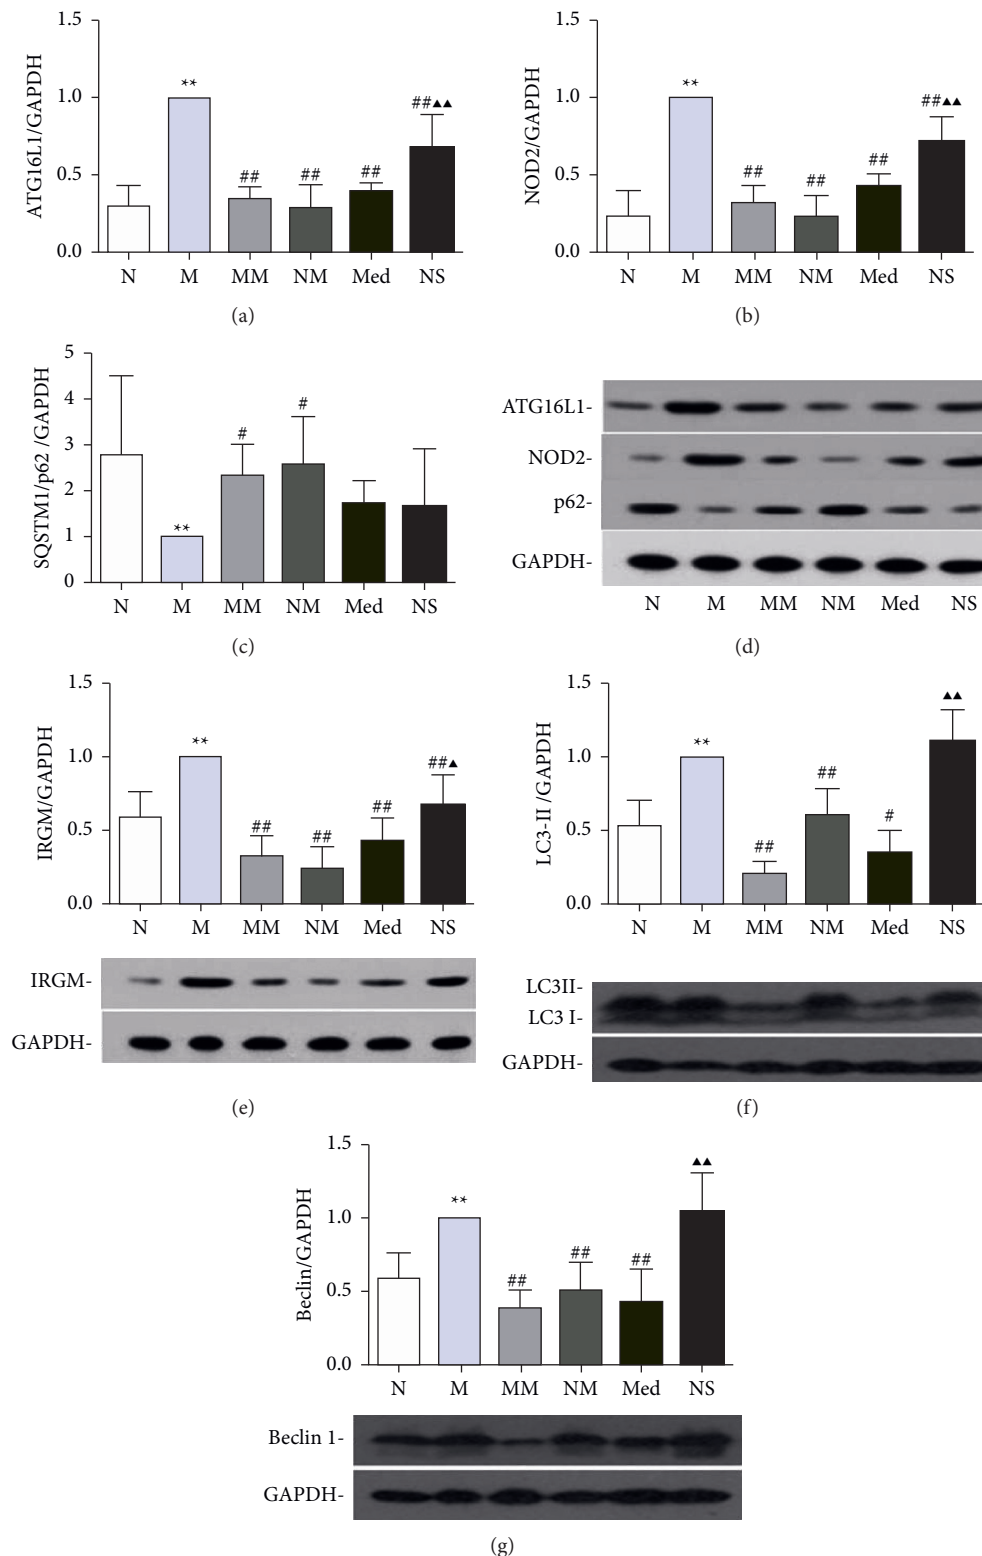 ATG16L1/GAPDH
1.5
1.0
0.5
0.0
**
##
##
##
##▲▲
N M MM NM Med NS
(a)
NOD2/GAPDH
1.5
1.0
0.5
0.0
**
##
##
##
##▲▲
N M MM NM Med NS
(b)
SQSTM1/p62 /GAPDH
5
4
3
2
1
0
**
#
#
N M MM NM Med NS
(c)
ATG16L1-
NOD2-
p62-
GAPDH-
N M MM NM Med NS
(d)
IRGM/GAPDH
1.5
1.0
0.5
0.0
**
##
##
##
##▲
N M MM NM Med NS
IRGM-
GAPDH-
(e)
LC3-II /GAPDH
1.5
1.0
0.5
0.0
**
##
##
#
▲▲
N M MM NM Med NS
LC3II-
LC3 I-
GAPDH-
(f)
Beclin/GAPDH
1.5
1.0
0.5
0.0
**
##
##
##
▲▲
N M MM NM Med NS
Beclin 1-
GAPDH-
(g)